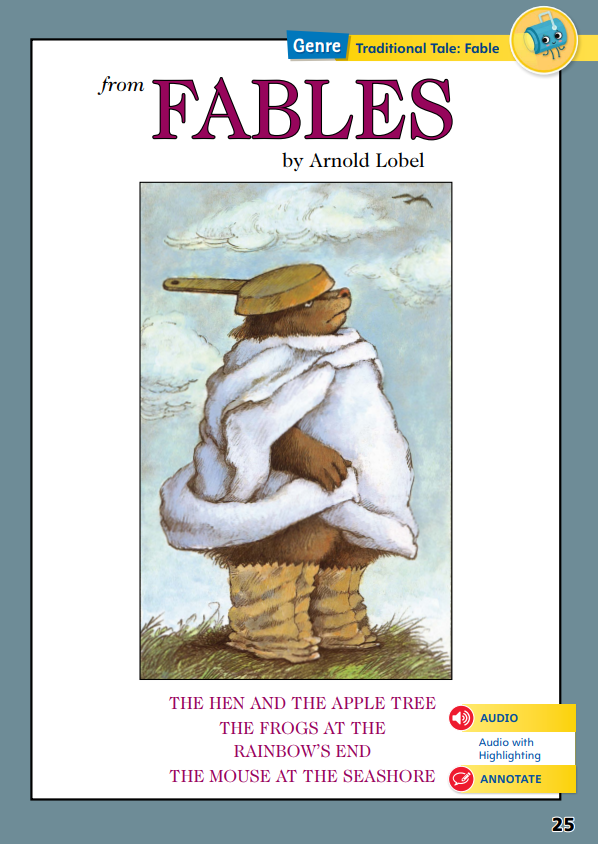 Genre
Traditional Tale: Fable
from FABLES
by Arnold Lobel
THE HEN AND THE APPLE TREE
THE FROGS AT THE
RAINBOW'S END
THE MOUSE AT THE SEASHORE
AUDIO
Audio with
Highlighting
ANNOTATE
25